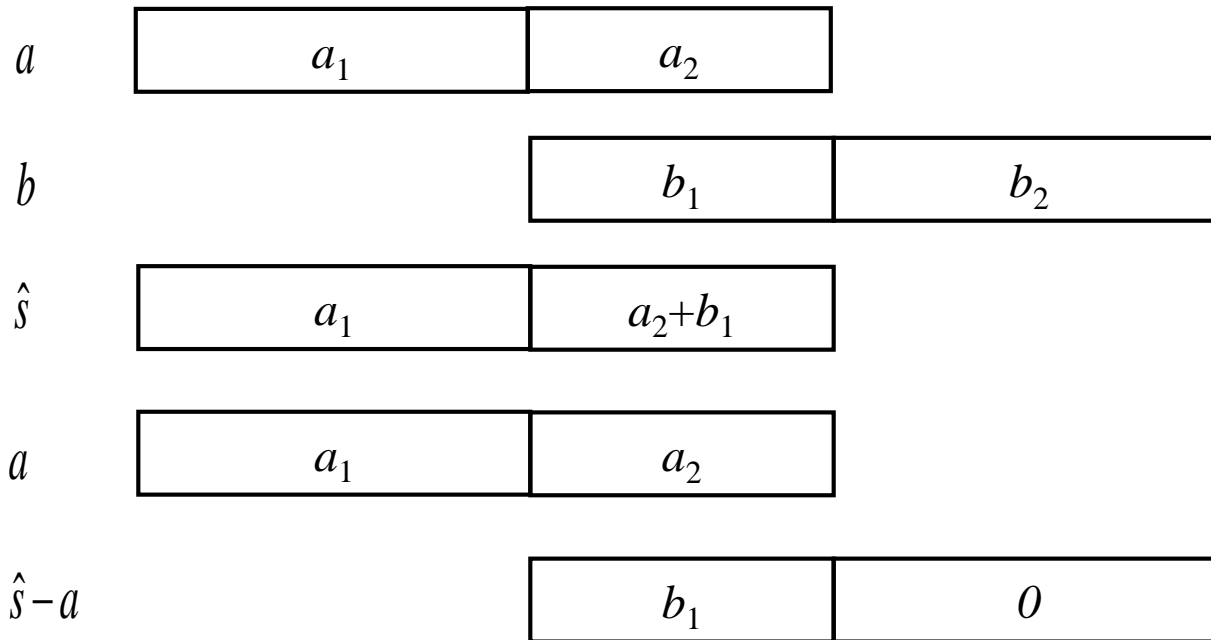 a a₁ a₂
b b₁ b₂
ŝ a₁ a₂+b₁
a a₁ a₂
ŝ−a b₁ 0